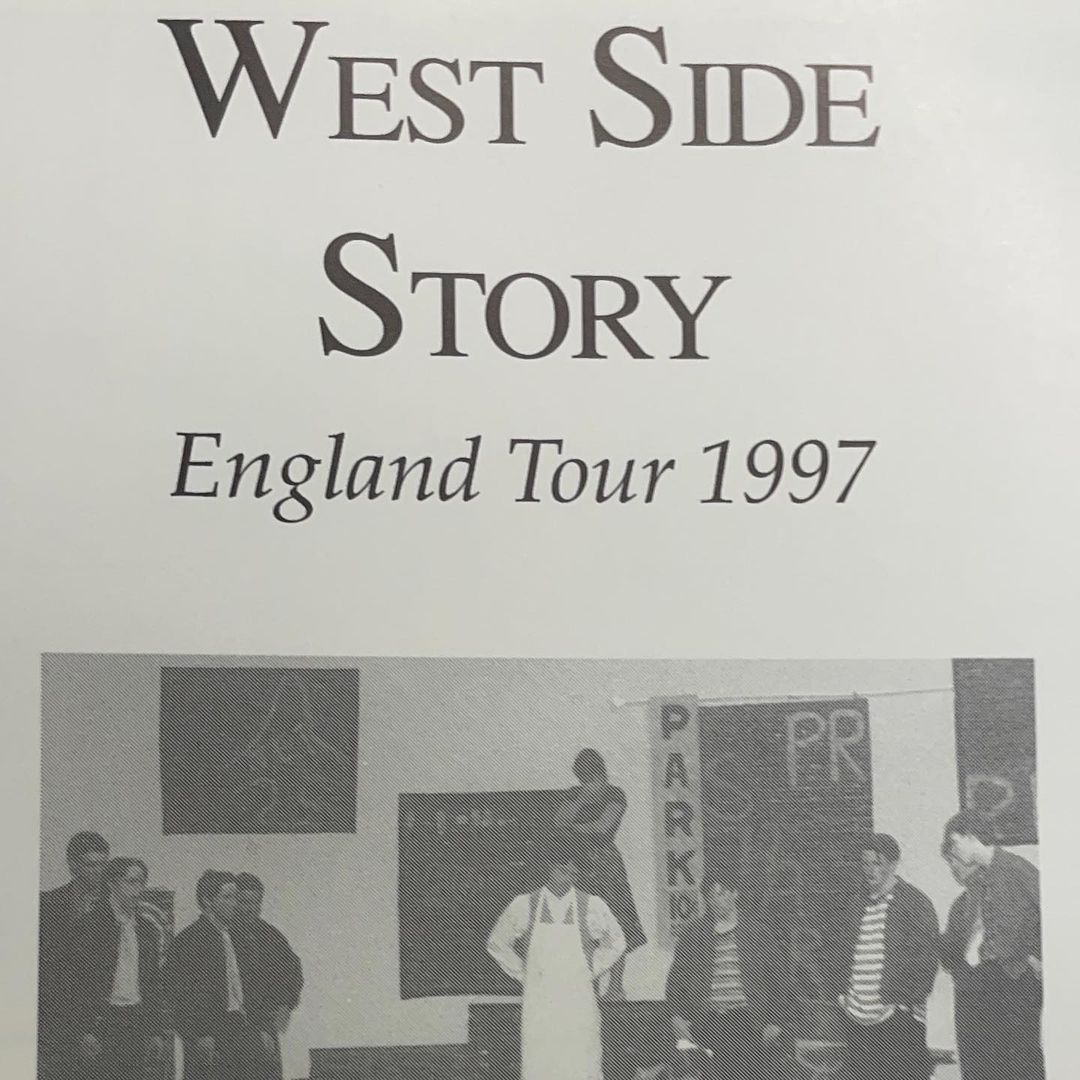 WEST SIDE
STORY
England Tour 1997
PARK
PR
S
P